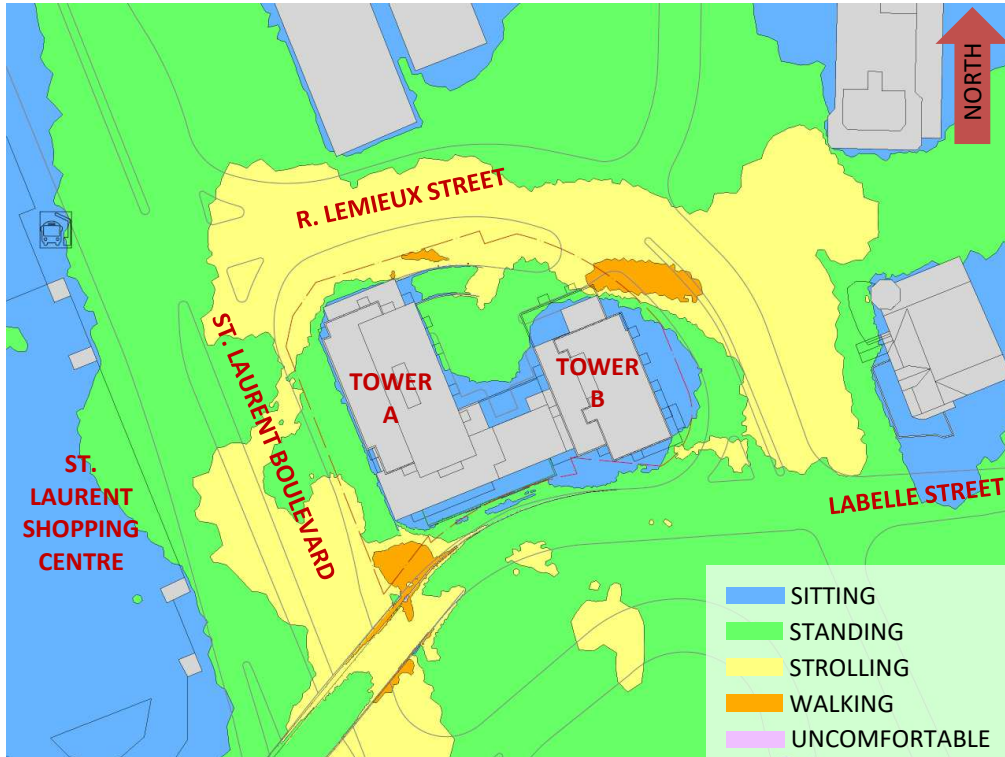 NORTH
R. LEMIEUX STREET
ST. LAURENT BOULEVARD
TOWER
A
TOWER
B
ST.
LAURENT
SHOPPING
CENTRE
LABELLE STREET
SITTING
STANDING
STROLLING
WALKING
UNCOMFORTABLE